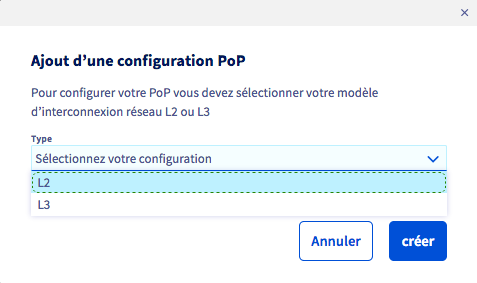 Ajout d’une configuration PoP
Pour configurer votre PoP vous devez sélectionner votre modèle
d’interconnexion réseau L2 ou L3
Type
Sélectionnez votre configuration
L2
L3
Annuler
créer